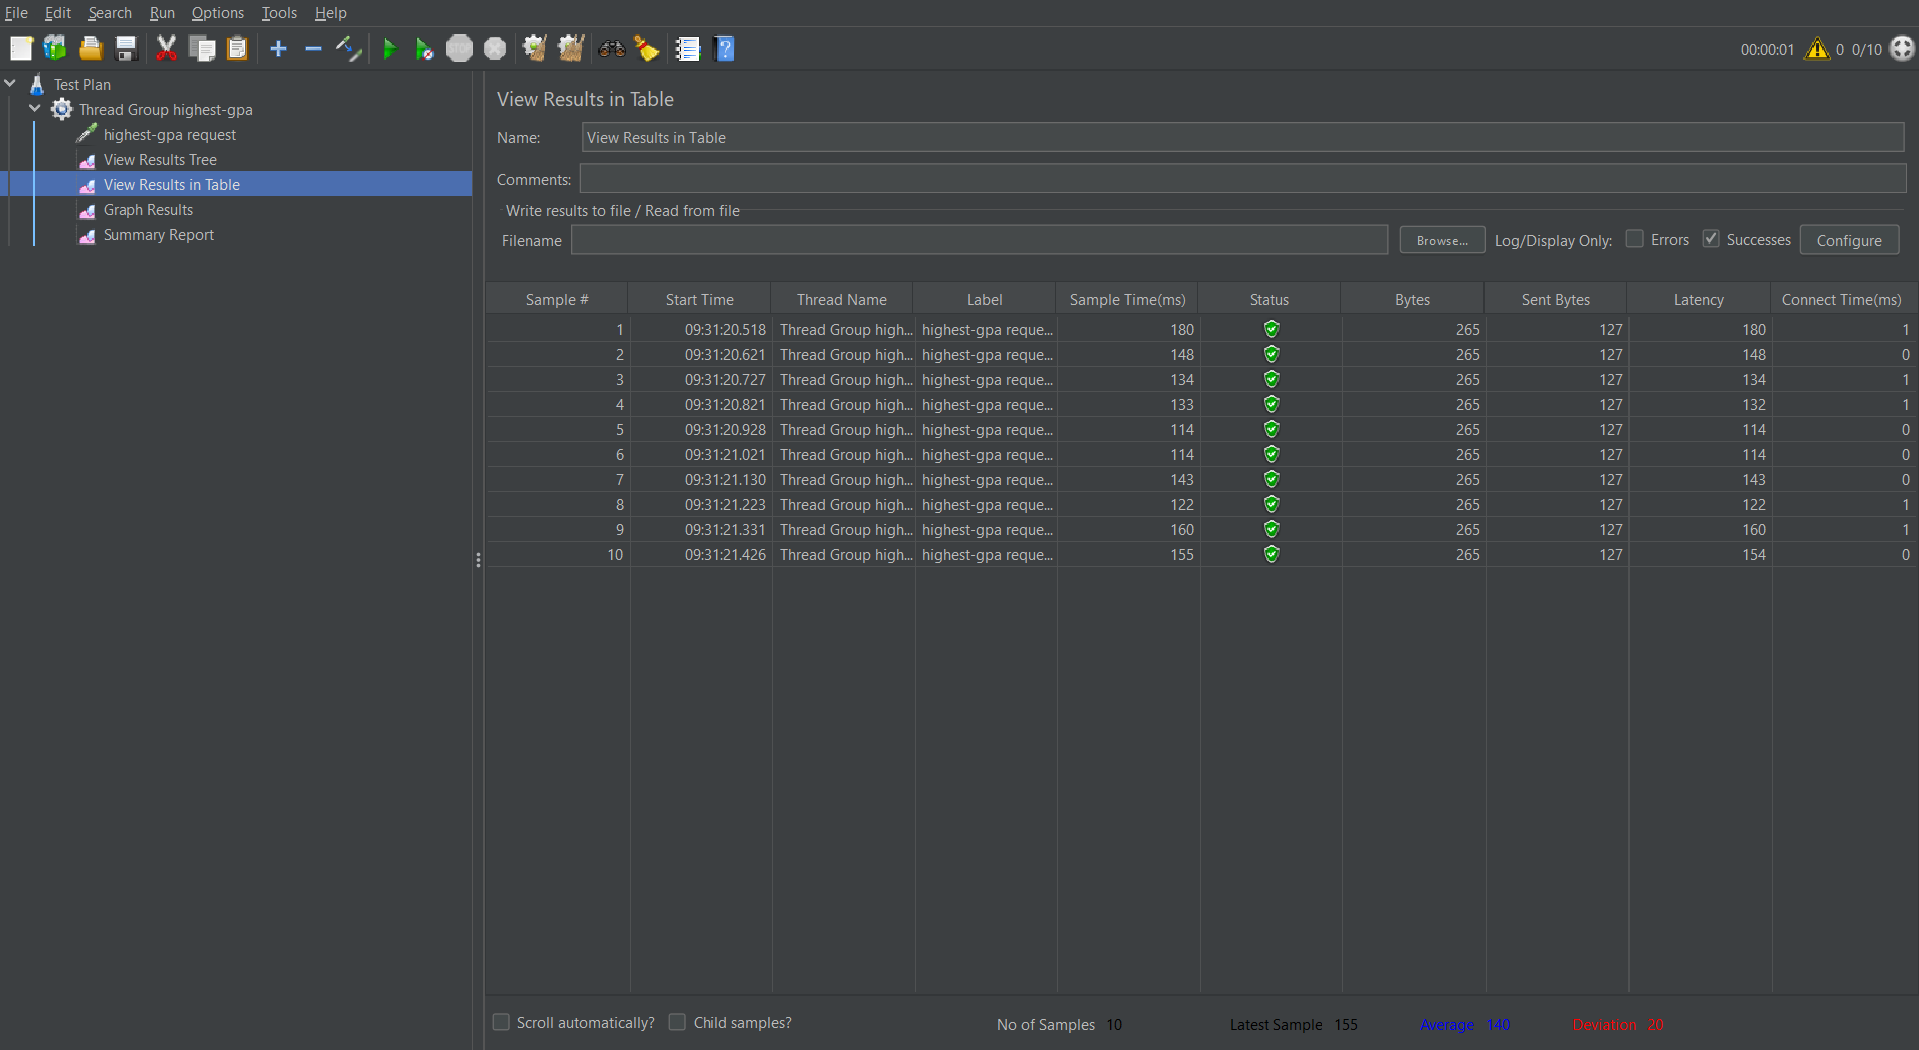 File Edit Search Run Options Tools Help
00:00:01 0 0/10
Test Plan
Thread Group highest-gpa
highest-gpa request
View Results Tree
View Results in Table
Graph Results
Summary Report
View Results in Table
Name: View Results in Table
Comments:
Write results to file / Read from file
Filename Browse... Log/Display Only: Errors Successes Configure
Sample # Start Time Thread Name Label Sample Time(ms) Status Bytes Sent Bytes Latency Connect Time(ms)
1 09:31:20.518 Thread Group high... highest-gpa reque... 180 265 127 180 1
2 09:31:20.621 Thread Group high... highest-gpa reque... 148 265 127 148 0
3 09:31:20.727 Thread Group high... highest-gpa reque... 134 265 127 134 1
4 09:31:20.821 Thread Group high... highest-gpa reque... 133 265 127 132 1
5 09:31:20.928 Thread Group high... highest-gpa reque... 114 265 127 114 0
6 09:31:21.021 Thread Group high... highest-gpa reque... 114 265 127 114 0
7 09:31:21.130 Thread Group high... highest-gpa reque... 143 265 127 143 0
8 09:31:21.223 Thread Group high... highest-gpa reque... 122 265 127 122 1
9 09:31:21.331 Thread Group high... highest-gpa reque... 160 265 127 160 1
10 09:31:21.426 Thread Group high... highest-gpa reque... 155 265 127 154 0
Scroll automatically? Child samples? No of Samples 10 Latest Sample 155 Average 140 Deviation 20